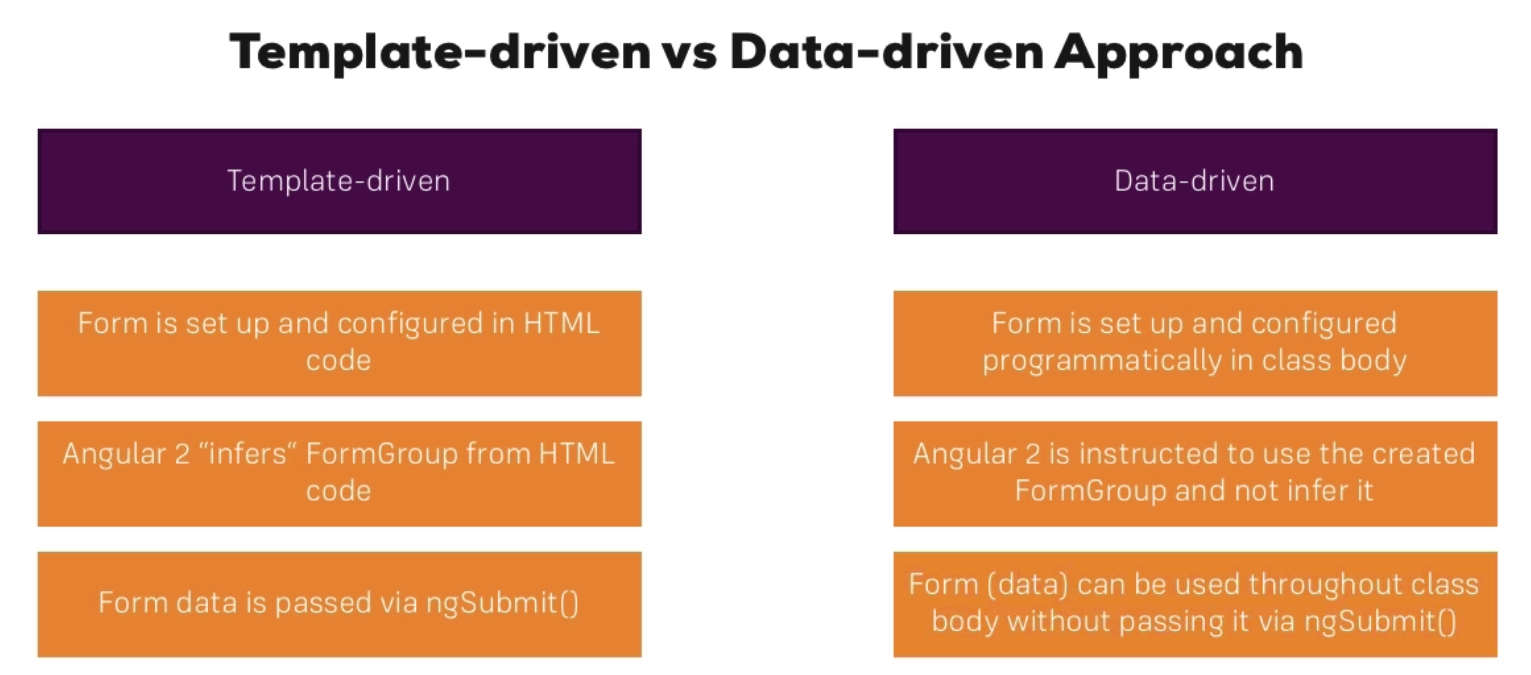 Template-driven vs Data-driven Approach
Template-driven
Data-driven
Form is set up and configured in HTML
code
Form is set up and configured
programmatically in class body
Angular 2 “infers“ FormGroup from HTML
code
Angular 2 is instructed to use the created
FormGroup and not infer it
Form data is passed via ngSubmit()
Form (data) can be used throughout class
body without passing it via ngSubmit()